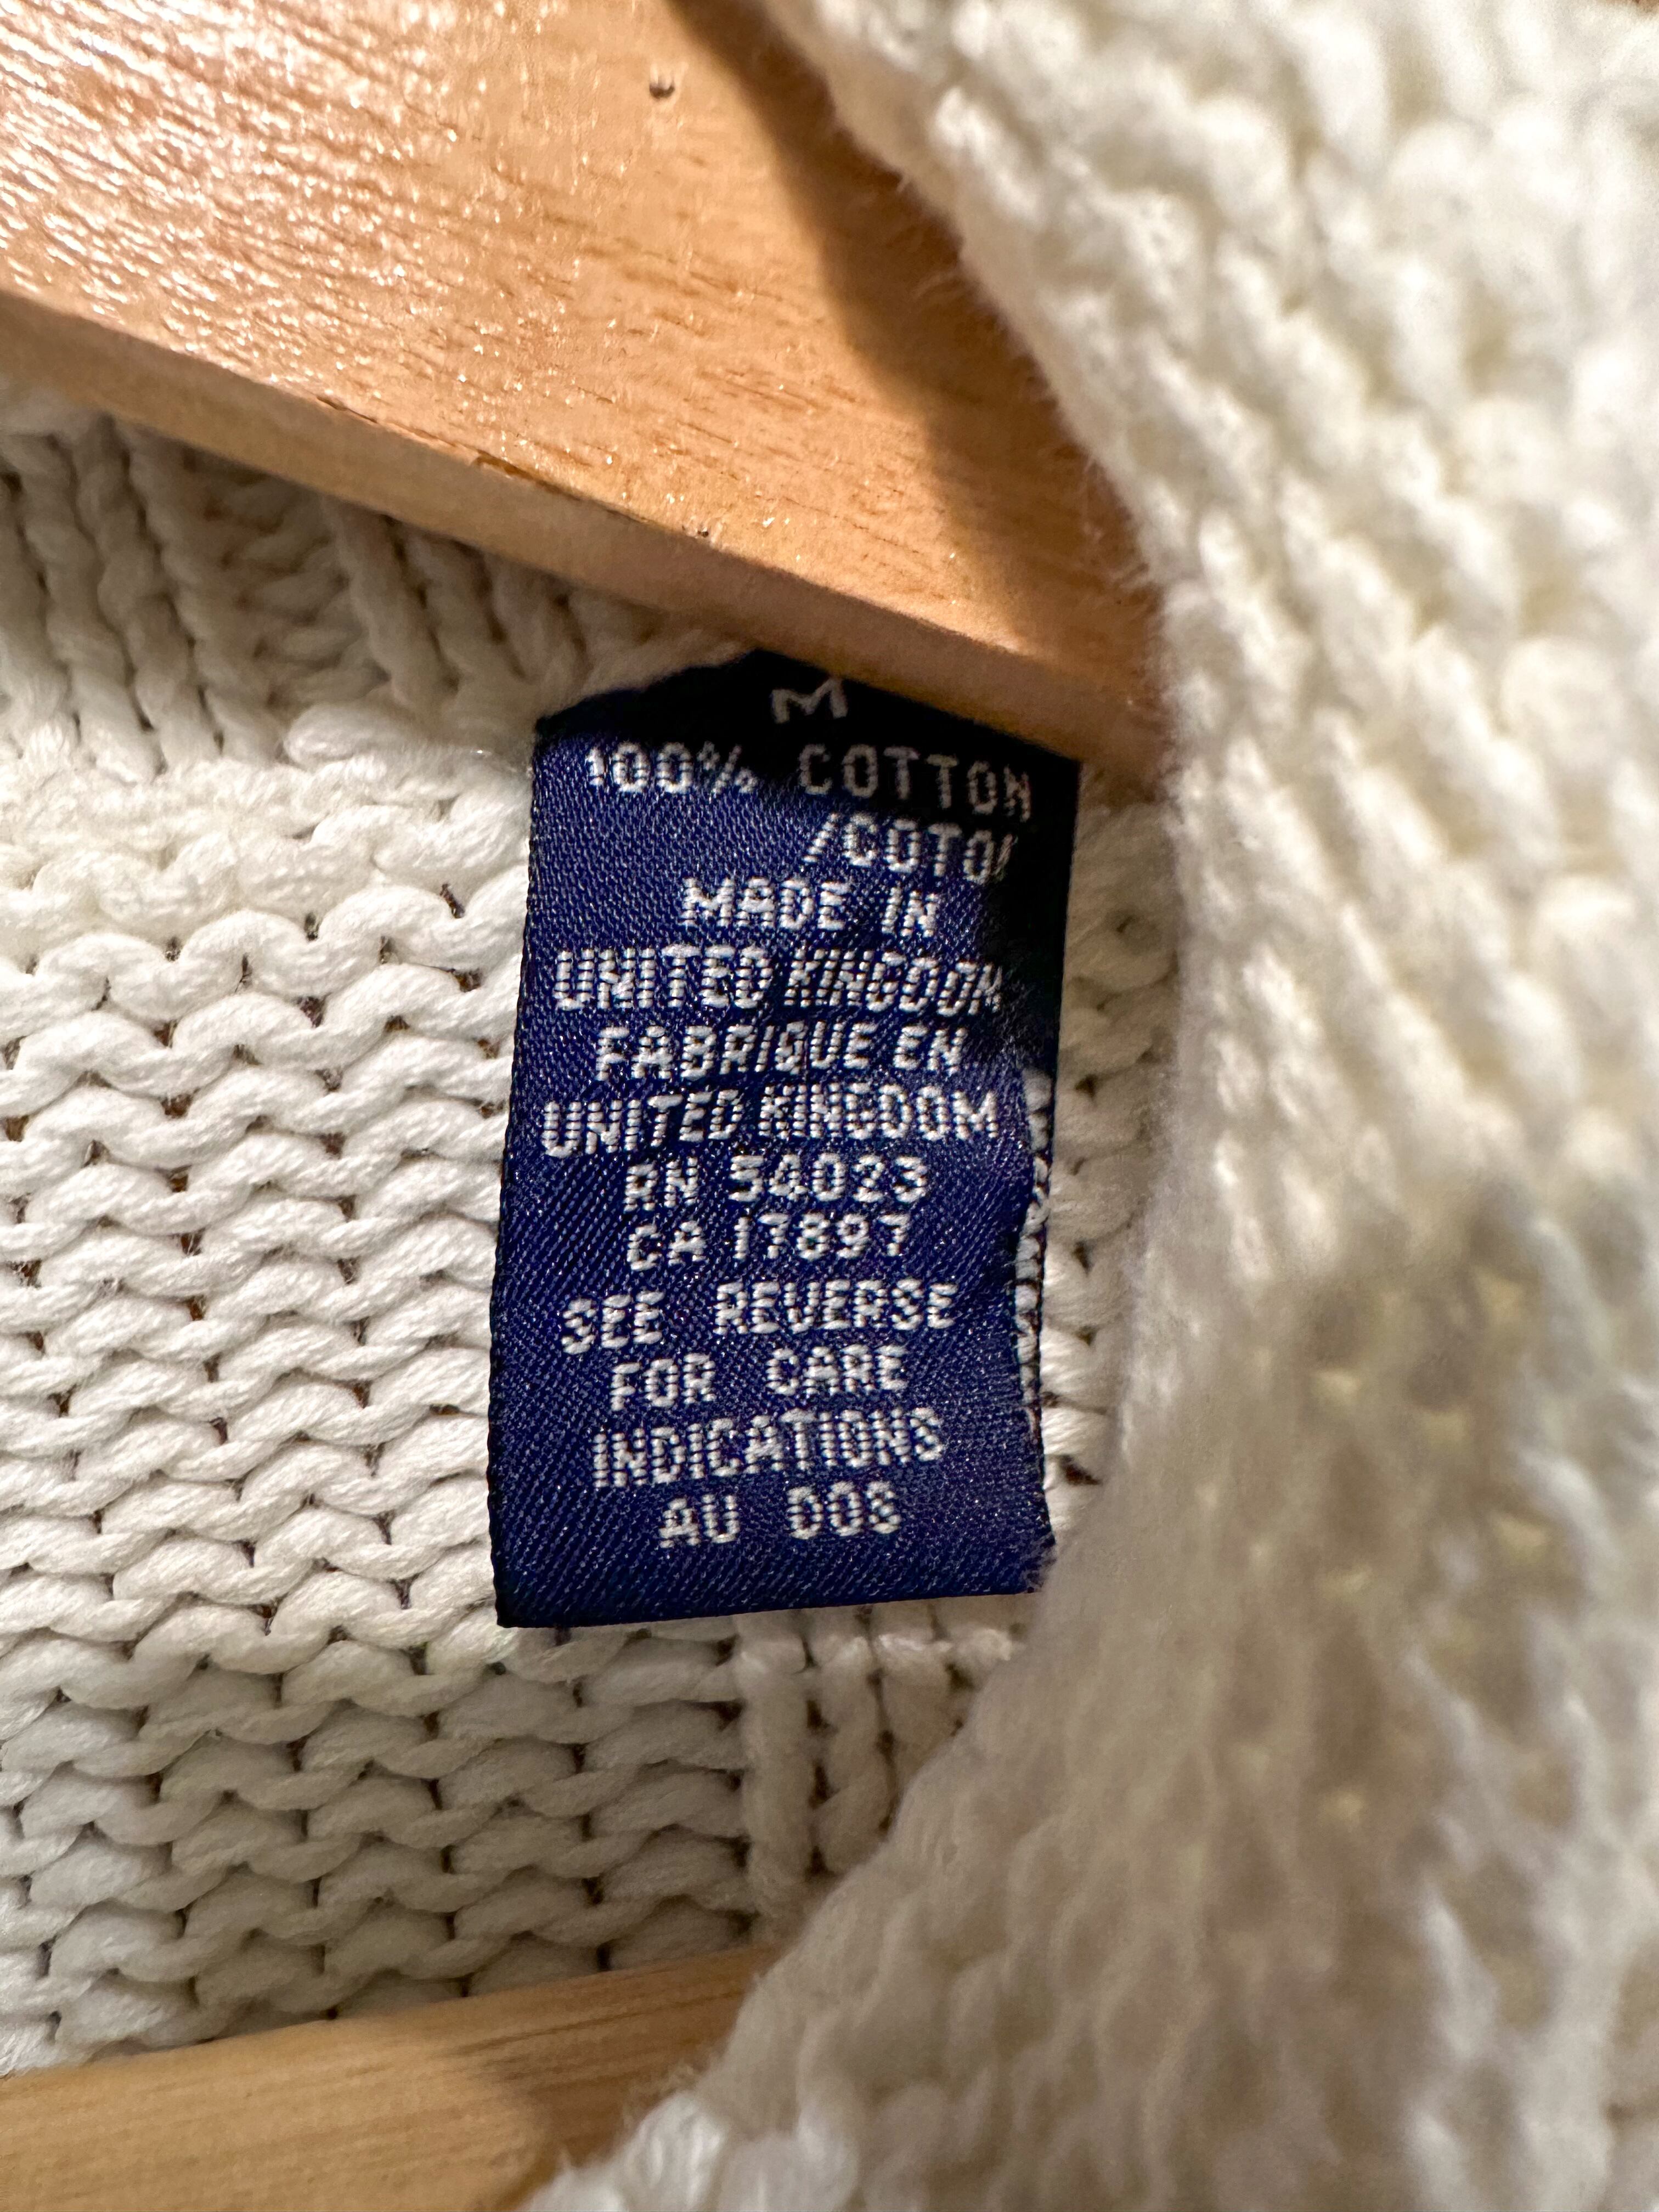 M
100% COTTON
/COTON
MADE IN
UNITED KINGDOM
FABRIQUE EN
UNITED KINGDOM
RN 54023
CA 17897
SEE REVERSE
FOR CARE
INDICATIONS
AU DOS